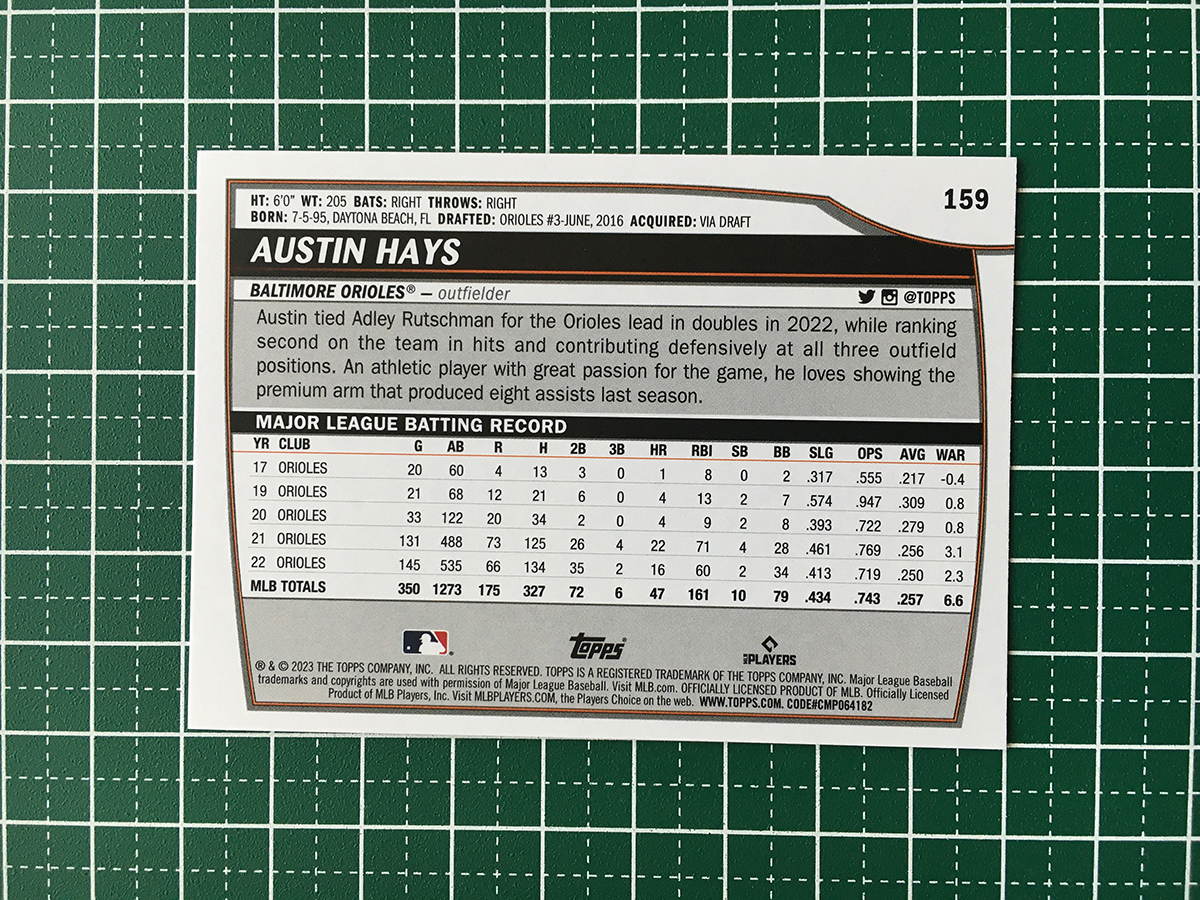 159
HT: 6'0" WT: 205 BATS: RIGHT THROWS: RIGHT
BORN: 7-5-95, DAYTONA BEACH, FL DRAFTED: ORIOLES #3-JUNE, 2016 ACQUIRED: VIA DRAFT
AUSTIN HAYS
BALTIMORE ORIOLES® – outfielder @TOPPS
Austin tied Adley Rutschman for the Orioles lead in doubles in 2022, while ranking
second on the team in hits and contributing defensively at all three outfield
positions. An athletic player with great passion for the game, he loves showing the
premium arm that produced eight assists last season.
MAJOR LEAGUE BATTING RECORD
YR CLUB G AB R H 2B 3B HR RBI SB BB SLG OPS AVG WAR
17 ORIOLES 20 60 4 13 3 0 1 8 0 2 .317 .555 .217 -0.4
19 ORIOLES 21 68 12 21 6 0 4 13 2 7 .574 .947 .309 0.8
20 ORIOLES 33 122 20 34 2 0 4 9 2 8 .393 .722 .279 0.8
21 ORIOLES 131 488 73 125 26 4 22 71 4 28 .461 .769 .256 3.1
22 ORIOLES 145 535 66 134 35 2 16 60 2 34 .413 .719 .250 2.3
MLB TOTALS 350 1273 175 327 72 6 47 161 10 79 .434 .743 .257 6.6
topps® MLB PLAYERS
® & © 2023 THE TOPPS COMPANY, INC. ALL RIGHTS RESERVED. TOPPS IS A REGISTERED TRADEMARK OF THE TOPPS COMPANY, INC. Major League Baseball
trademarks and copyrights are used with permission of Major League Baseball. Visit MLB.com. OFFICIALLY LICENSED PRODUCT OF MLB. Officially Licensed
Product of MLB Players, Inc. Visit MLBPLAYERS.COM, the Players Choice on the web. WWW.TOPPS.COM. CODE#CMP064182